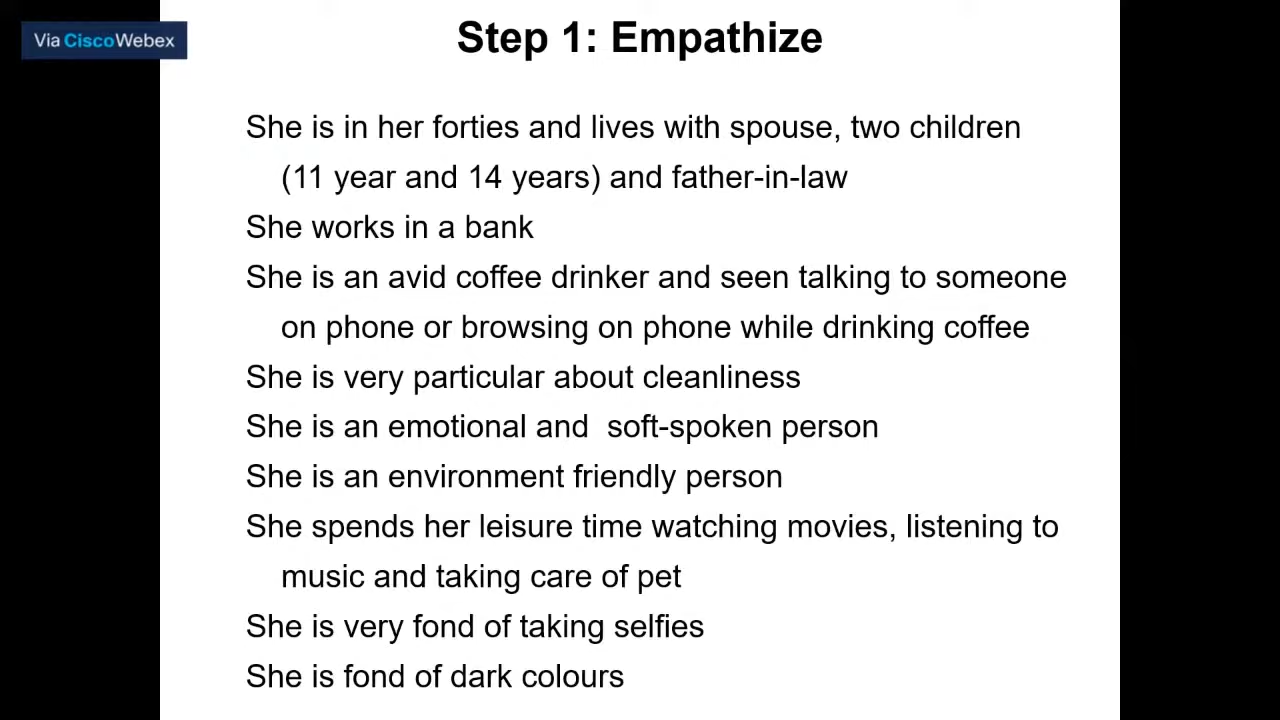 Via CiscoWebex
Step 1: Empathize
She is in her forties and lives with spouse, two children
(11 year and 14 years) and father-in-law
She works in a bank
She is an avid coffee drinker and seen talking to someone
on phone or browsing on phone while drinking coffee
She is very particular about cleanliness
She is an emotional and  soft-spoken person
She is an environment friendly person
She spends her leisure time watching movies, listening to
music and taking care of pet
She is very fond of taking selfies
She is fond of dark colours